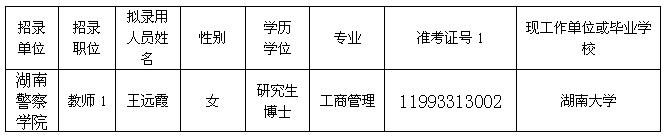 招录单位 招录职位 拟录用人员姓名 性别 学历学位 专业 准考证号 1 现工作单位或毕业学校
湖南警察学院 教师 1 王远霞 女 研究生博士 工商管理 11993313002 湖南大学